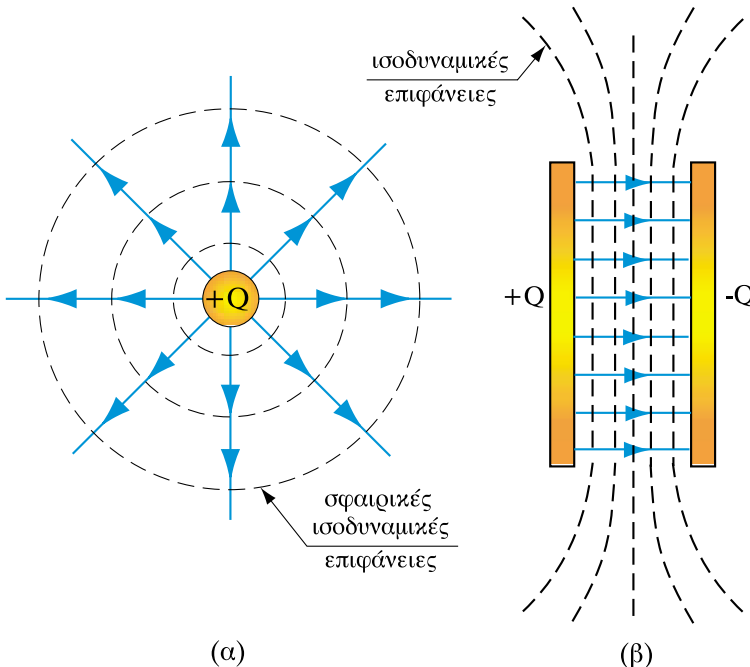 ισοδυναμικές
επιφάνειες
+Q
+Q
-Q
σφαιρικές
ισοδυναμικές
επιφάνειες
(α)
(β)